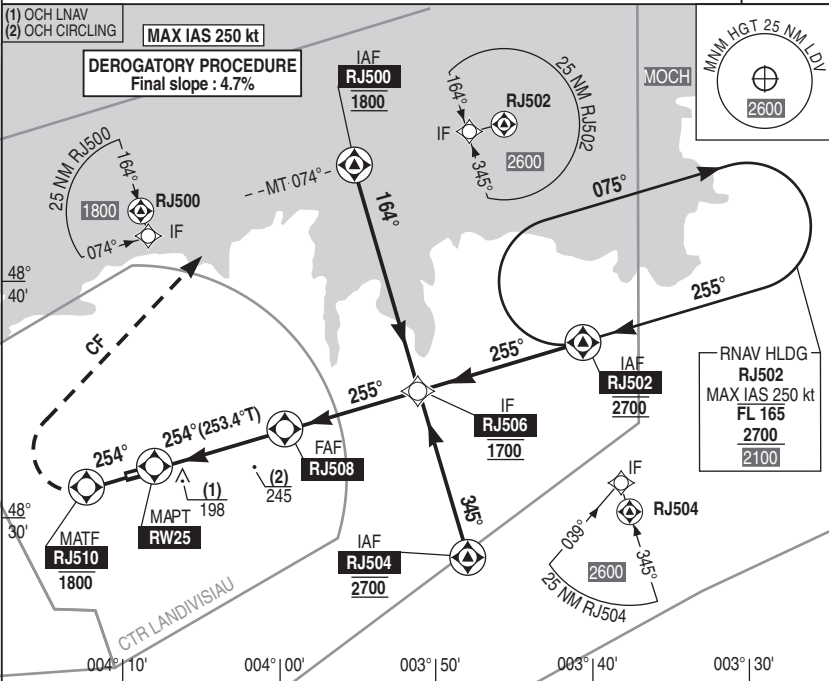 (1) OCH LNAV
(2) OCH CIRCLING
MAX IAS 250 kt
DEROGATORY PROCEDURE
Final slope : 4.7%
IAF
RJ500
1800
164°
RJ502
IF
345°
2600
25 NM RJ502
MOCH
MNM HGT 25 NM LDV
2600
25 NM RJ500
164°
1800
RJ500
IF
074°
MT 074°
164°
075°
255°
48°
40'
CF
255°
255°
IAF
RJ502
2700
RNAV HLDG
RJ502
MAX IAS 250 kt
FL 165
2700
2100
IF
RJ506
1700
254°
254°(253.4°T)
FAF
RJ508
(1)
198
(2)
245
MAPT
RW25
48°
30'
MATF
RJ510
1800
IAF
RJ504
2700
345°
IF
RJ504
039°
345°
2600
25 NM RJ504
CTR LANDIVISIAU
004° 10'
004° 00'
003° 50'
003° 40'
003° 30'